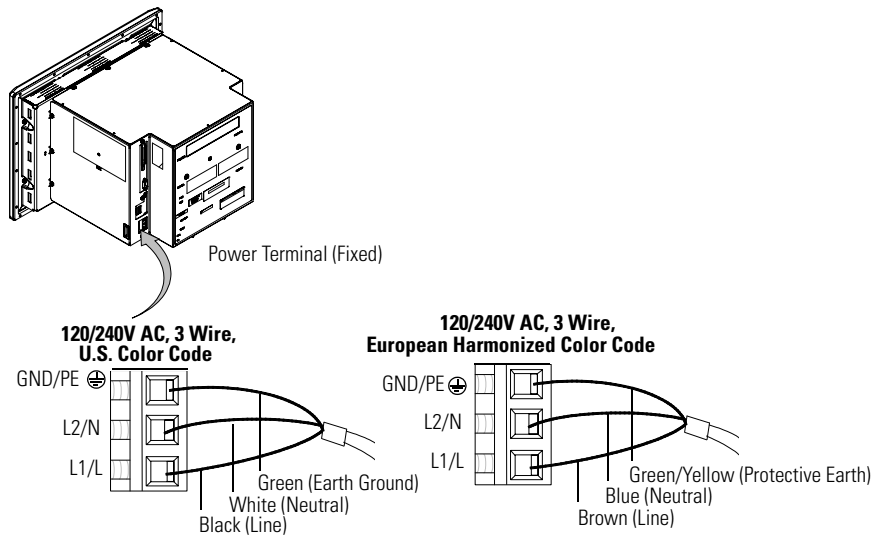 Power Terminal (Fixed)
120/240V AC, 3 Wire,
U.S. Color Code
GND/PE
L2/N
L1/L
Green (Earth Ground)
White (Neutral)
Black (Line)
120/240V AC, 3 Wire,
European Harmonized Color Code
GND/PE
L2/N
L1/L
Green/Yellow (Protective Earth)
Blue (Neutral)
Brown (Line)